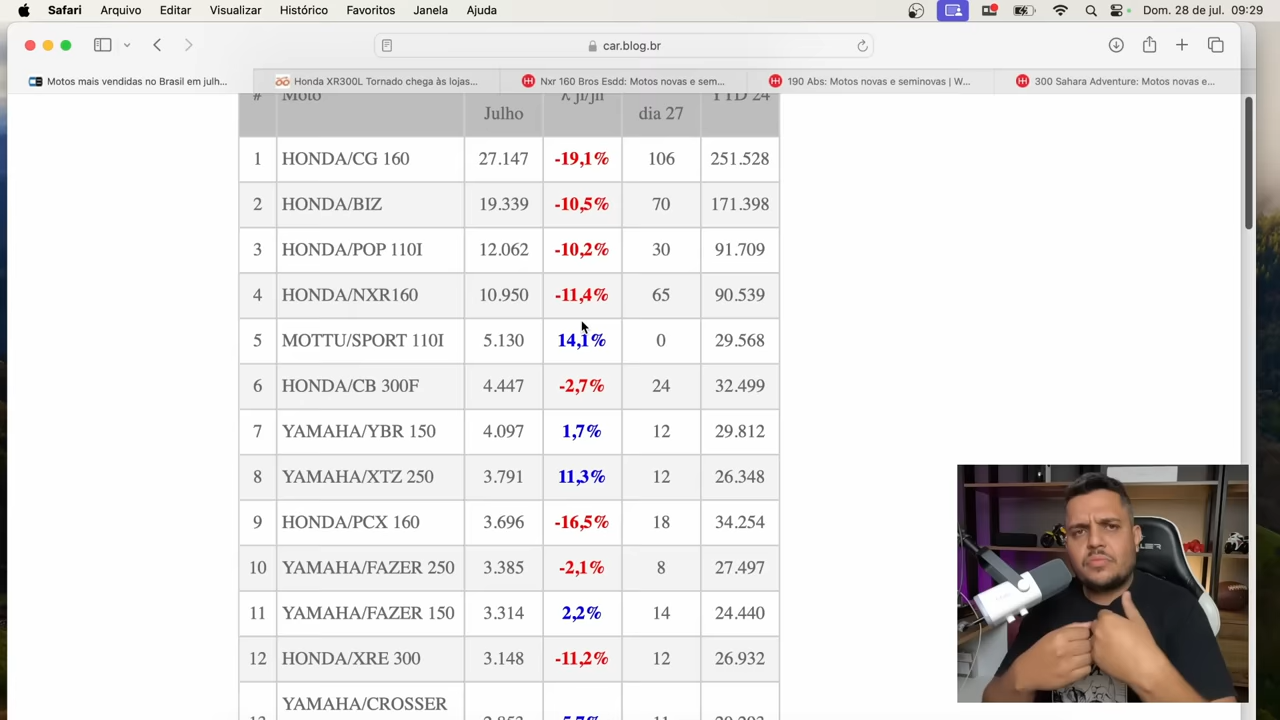 Safari Arquivo Editar Visualizar Histórico Favoritos Janela Ajuda Dom. 28 de jul. 09:29
car.blog.br
Motos mais vendidas no Brasil em julh... Honda XR300L Tornado chega às lojas... Nxr 160 Bros Esdd: Motos novas e sem... 190 Abs: Motos novas e seminovas | W... 300 Sahara Adventure: Motos novas e...
# Moto Julho dia 27 YTD 24
1 HONDA/CG 160 27.147 -19,1% 106 251.528
2 HONDA/BIZ 19.339 -10,5% 70 171.398
3 HONDA/POP 110I 12.062 -10,2% 30 91.709
4 HONDA/NXR160 10.950 -11,4% 65 90.539
5 MOTTU/SPORT 110I 5.130 14,1% 0 29.568
6 HONDA/CB 300F 4.447 -2,7% 24 32.499
7 YAMAHA/YBR 150 4.097 1,7% 12 29.812
8 YAMAHA/XTZ 250 3.791 11,3% 12 26.348
9 HONDA/PCX 160 3.696 -16,5% 18 34.254
10 YAMAHA/FAZER 250 3.385 -2,1% 8 27.497
11 YAMAHA/FAZER 150 3.314 2,2% 14 24.440
12 HONDA/XRE 300 3.148 -11,2% 12 26.932
YAMAHA/CROSSER